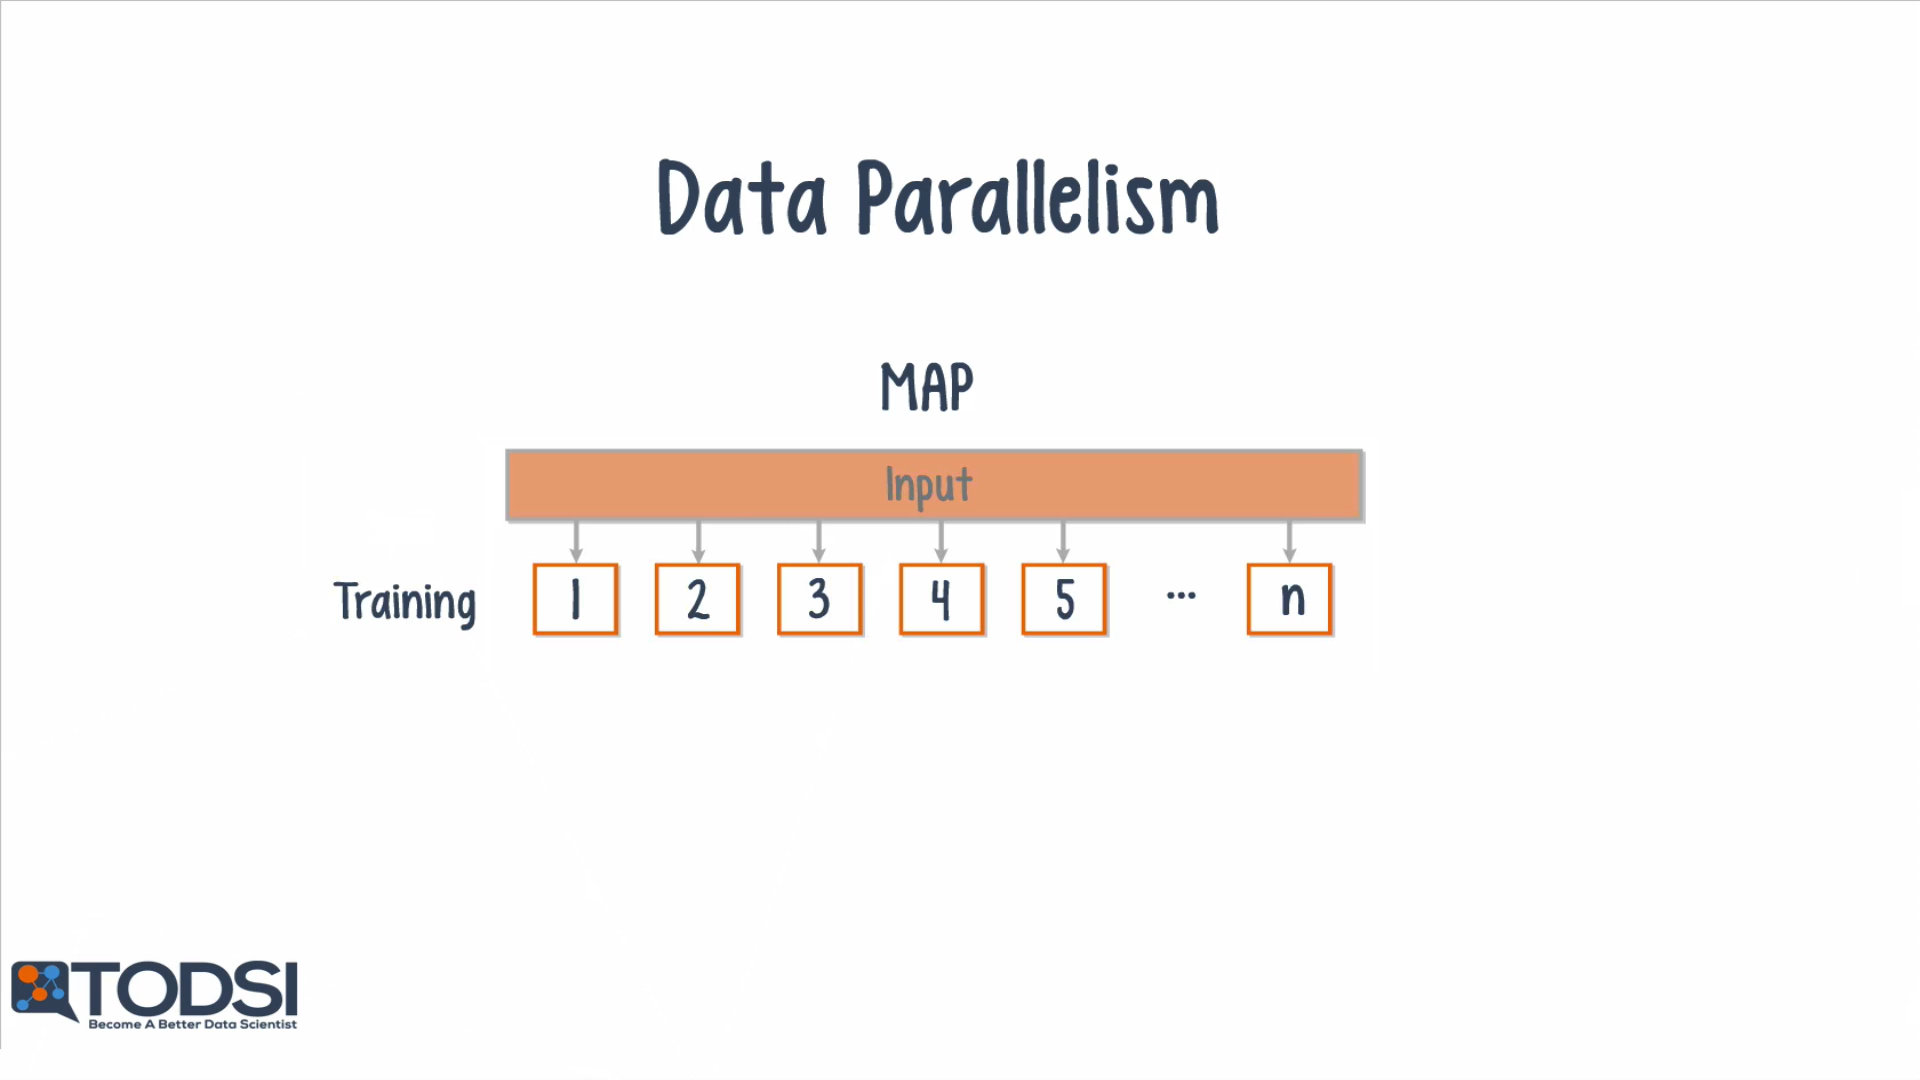 Data Parallelism
MAP
Input
Training 1 2 3 4 5 ... n
TODSI
Become A Better Data Scientist